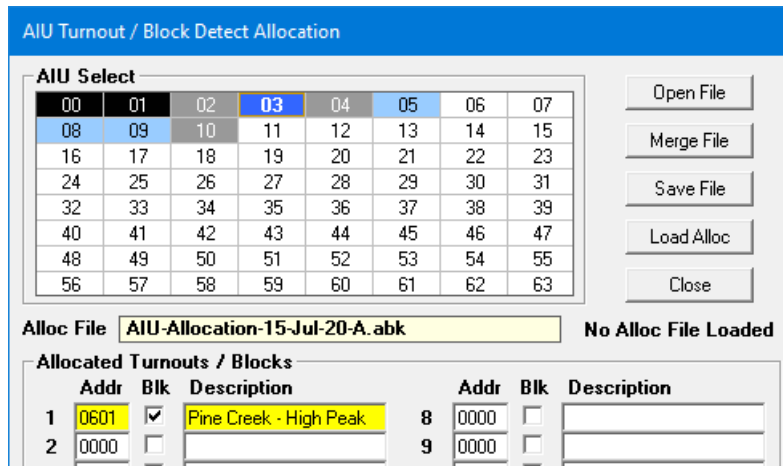 AIU Turnout / Block Detect Allocation
AIU Select
00 01 02 03 04 05 06 07
08 09 10 11 12 13 14 15
16 17 18 19 20 21 22 23
24 25 26 27 28 29 30 31
32 33 34 35 36 37 38 39
40 41 42 43 44 45 46 47
48 49 50 51 52 53 54 55
56 57 58 59 60 61 62 63
Open File
Merge File
Save File
Load Alloc
Close
Alloc File AIU-Allocation-15-Jul-20-A.abk No Alloc File Loaded
Allocated Turnouts / Blocks
Addr Blk Description Addr Blk Description
1 0601 Pine Creek - High Peak 8 0000
2 0000 9 0000